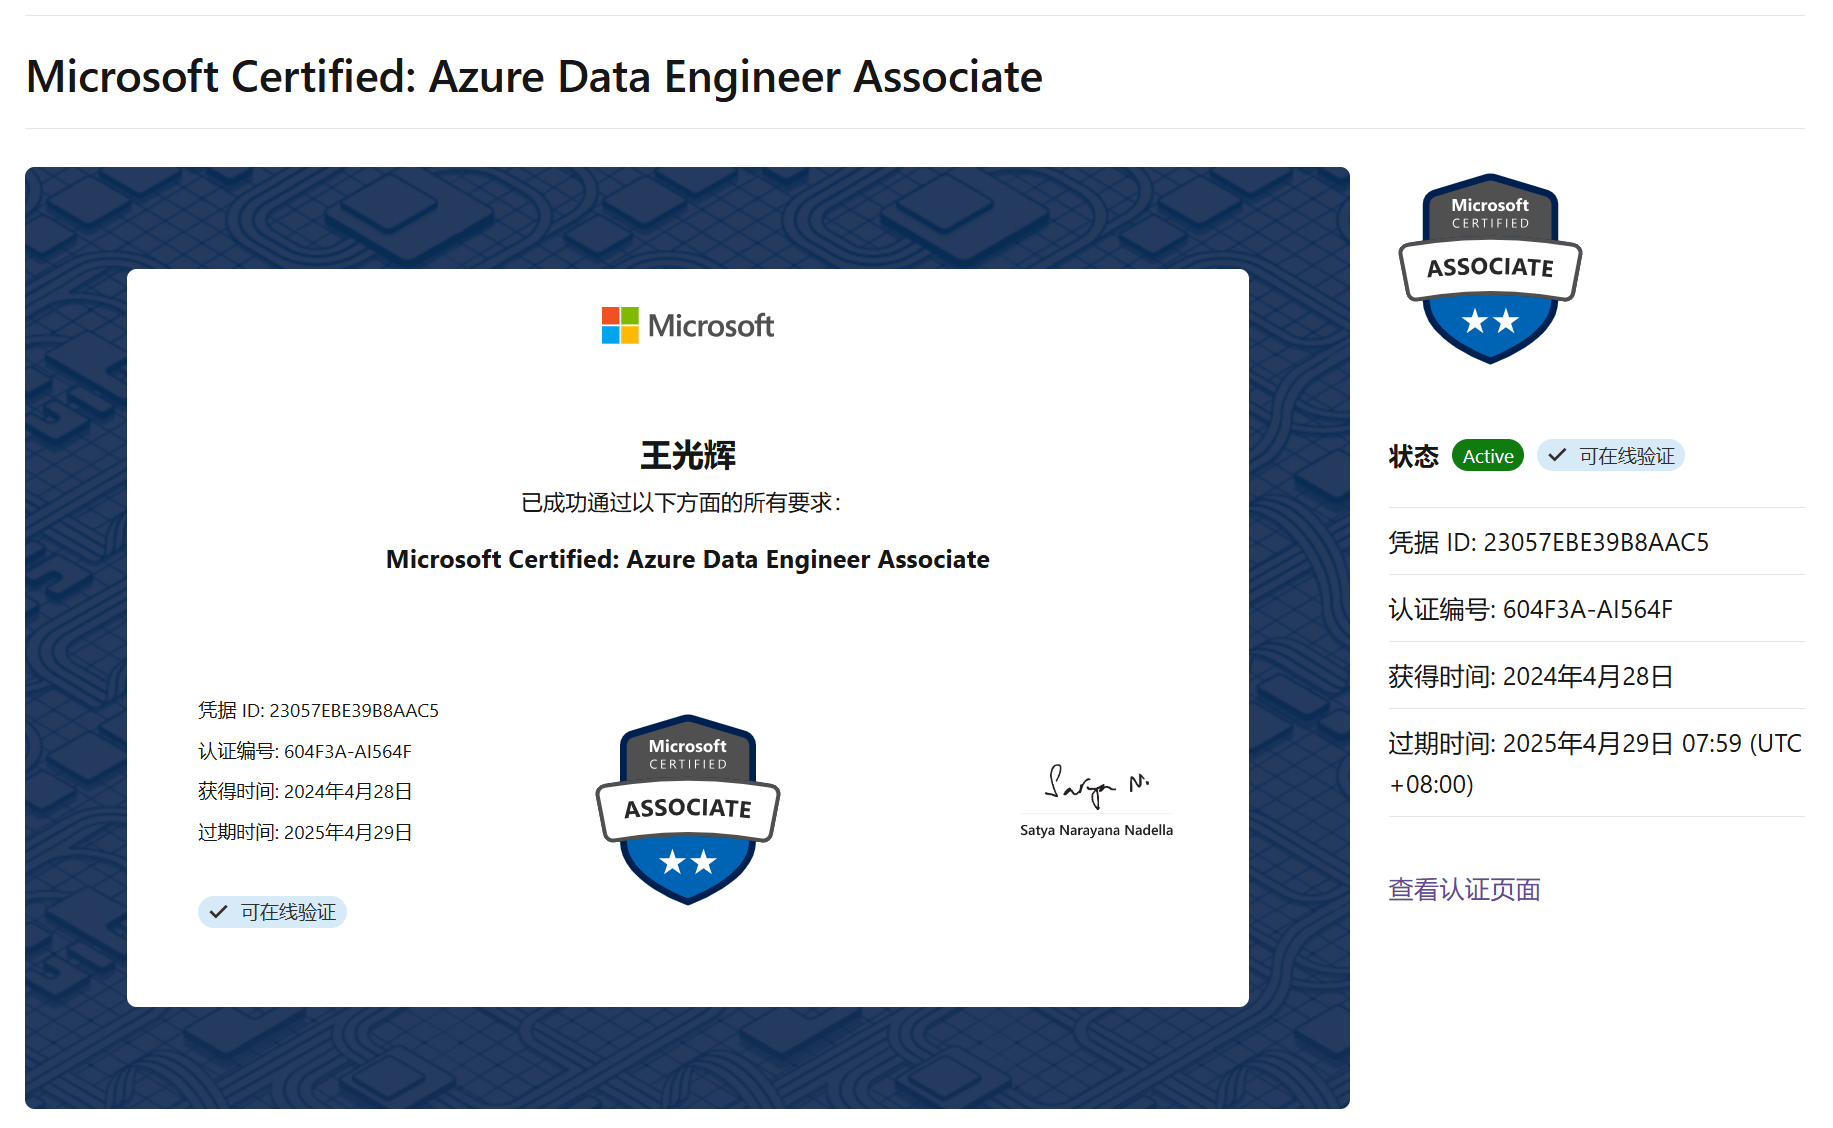 Microsoft Certified: Azure Data Engineer Associate
Microsoft
王光辉
已成功通过以下方面的所有要求：
Microsoft Certified: Azure Data Engineer Associate
凭据 ID: 23057EBE39B8AAC5
认证编号: 604F3A-AI564F
获得时间: 2024年4月28日
过期时间: 2025年4月29日
可在线验证
Microsoft
CERTIFIED
ASSOCIATE
Satya N.
Satya Narayana Nadella
Microsoft
CERTIFIED
ASSOCIATE
状态 Active 可在线验证
凭据 ID: 23057EBE39B8AAC5
认证编号: 604F3A-AI564F
获得时间: 2024年4月28日
过期时间: 2025年4月29日 07:59 (UTC
+08:00)
查看认证页面